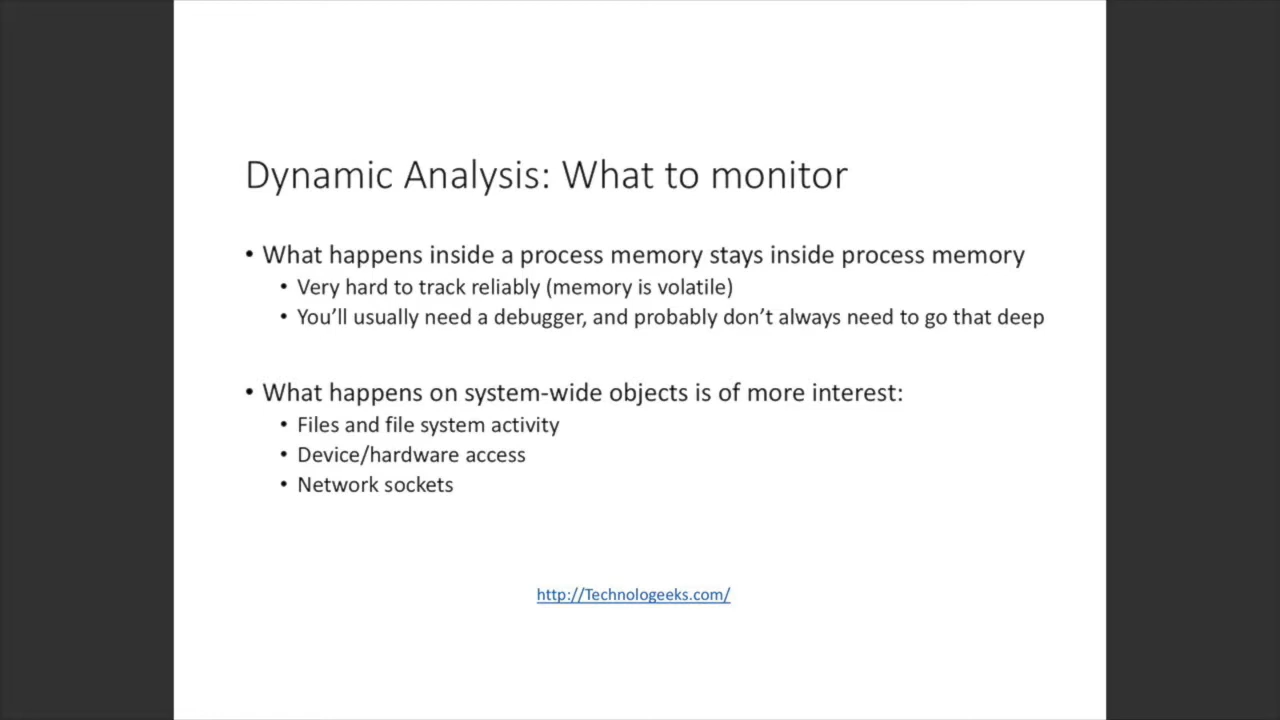 Dynamic Analysis: What to monitor
• What happens inside a process memory stays inside process memory
• Very hard to track reliably (memory is volatile)
• You’ll usually need a debugger, and probably don’t always need to go that deep
• What happens on system-wide objects is of more interest:
• Files and file system activity
• Device/hardware access
• Network sockets
http://Technologeeks.com/